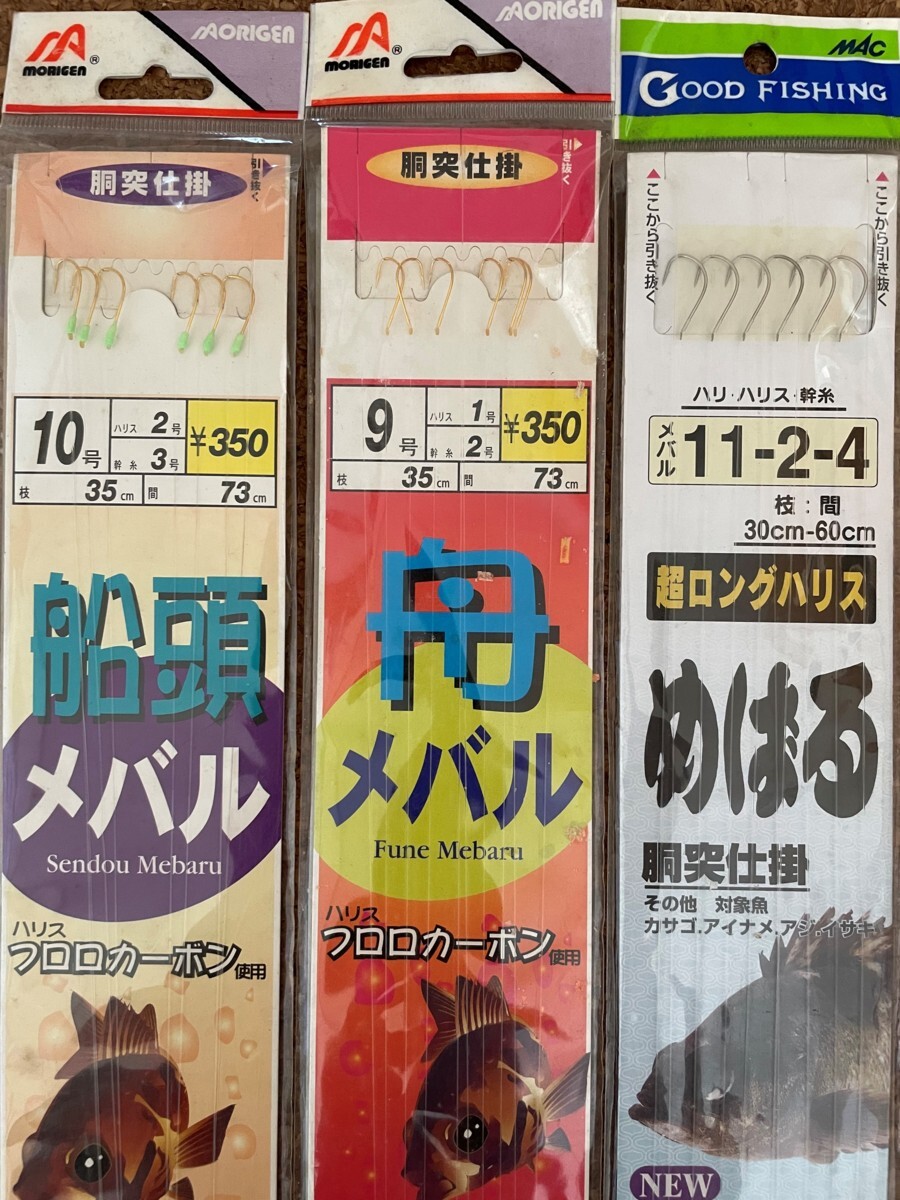 MORIGEN®
MORIGEN
引き抜く
胴突仕掛
10号
ハリス 2号
幹糸 3号
¥350
枝 35cm 間 73cm
船頭
メバル
Sendou Mebaru
ハリス
フロロカーボン使用
MORIGEN®
MORIGEN
引き抜く
胴突仕掛
9号
ハリス 1号
幹糸 2号
¥350
枝 35cm 間 73cm
舟
メバル
Fune Mebaru
ハリス
フロロカーボン使用
MAC
GOOD FISHING
ここから引き抜く
ここから引き抜く
ハリ・ハリス・幹糸
メバル 11-2-4
枝:間
30cm-60cm
超ロングハリス
めばる
胴突仕掛
その他 対象魚
カサゴ.アイナメ.アジ.イサキ
NEW